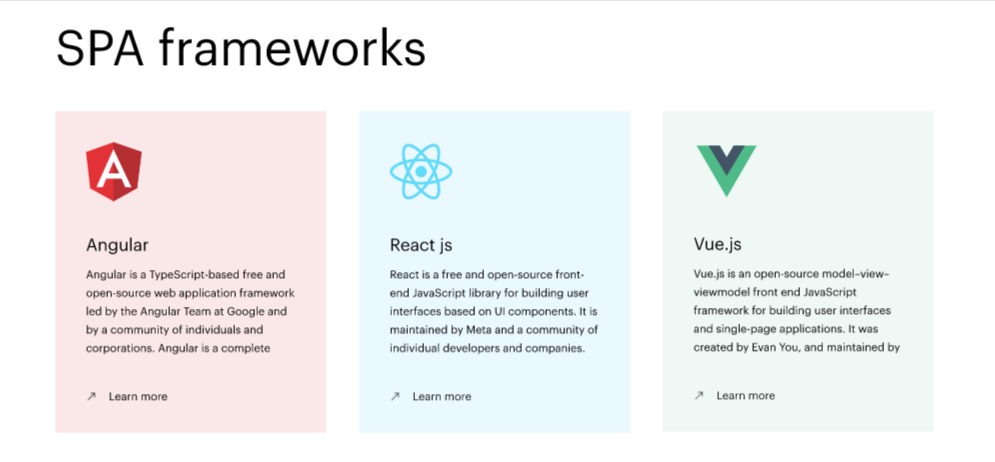 SPA frameworks
A
Angular
Angular is a TypeScript-based free and
open-source web application framework
led by the Angular Team at Google and
by a community of individuals and
corporations. Angular is a complete
↗ Learn more
React js
React is a free and open-source front-
end JavaScript library for building user
interfaces based on UI components. It is
maintained by Meta and a community of
individual developers and companies.
↗ Learn more
Vue.js
Vue.js is an open-source model–view–
viewmodel front end JavaScript
framework for building user interfaces
and single-page applications. It was
created by Evan You, and maintained by
↗ Learn more